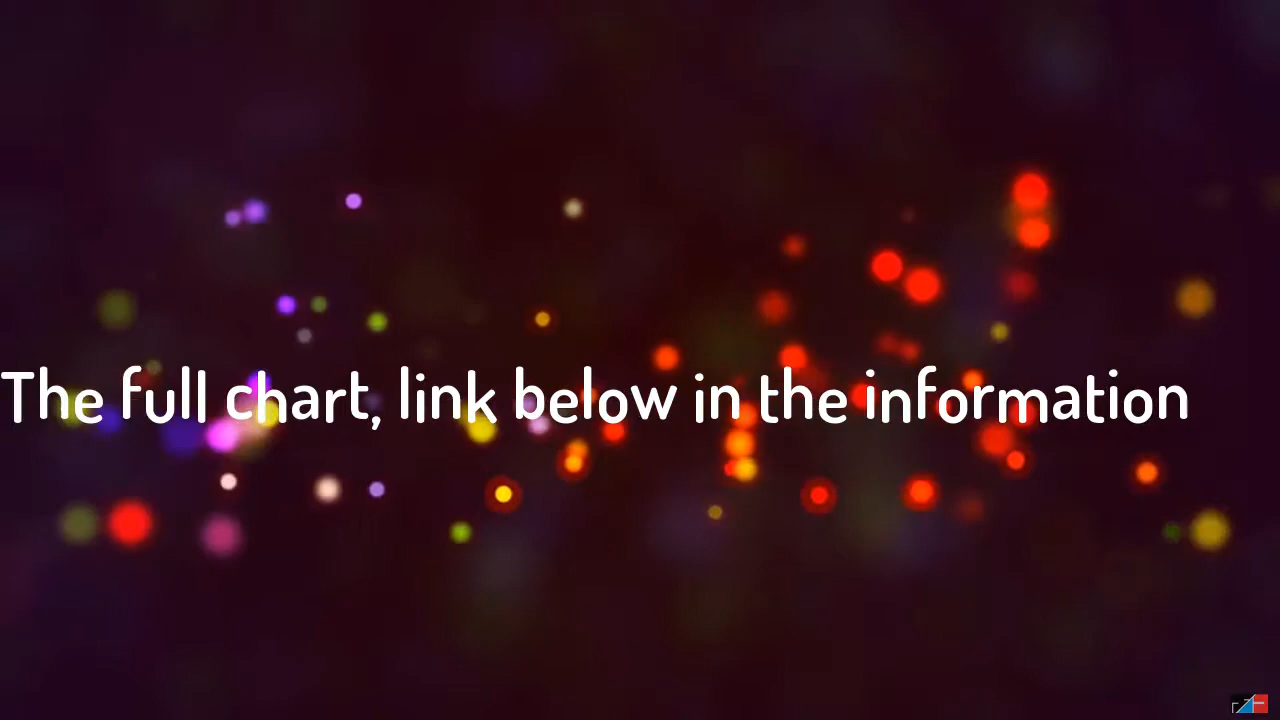 The full chart, link below in the information